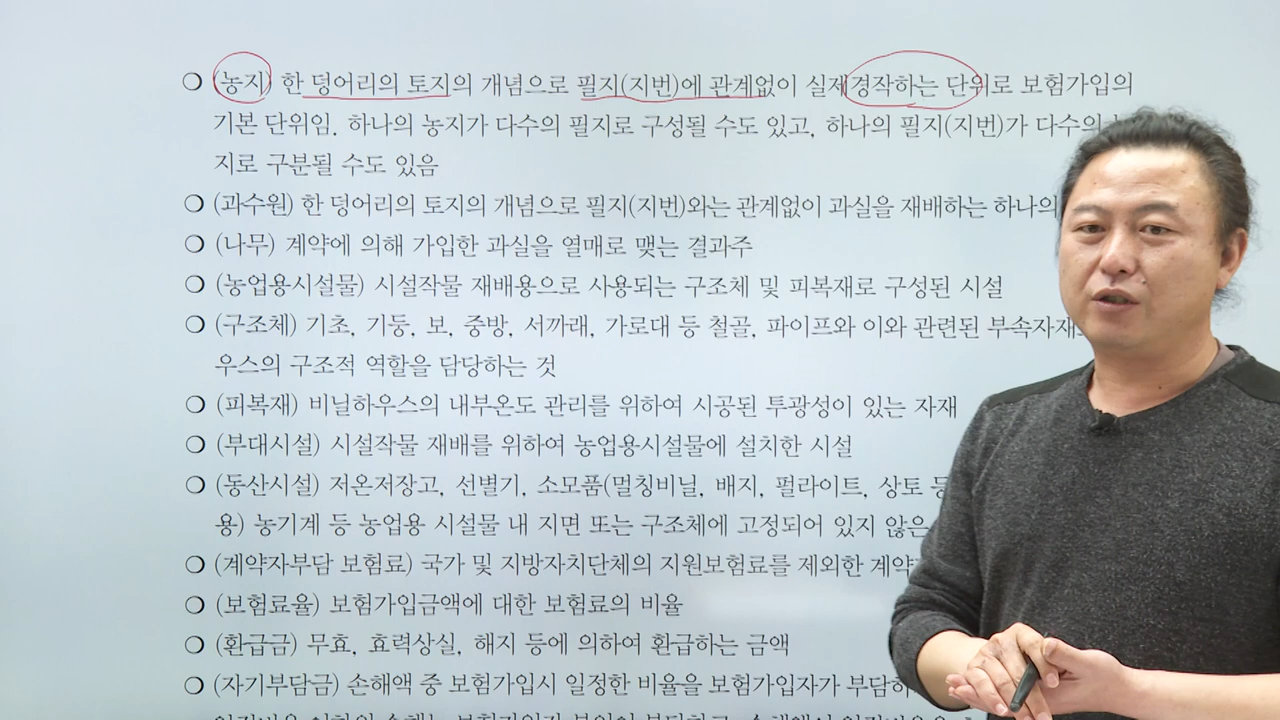 ❍ (농지) 한 덩어리의 토지의 개념으로 필지(지번)에 관계없이 실제 경작하는 단위로 보험가입의
기본 단위임. 하나의 농지가 다수의 필지로 구성될 수도 있고, 하나의 필지(지번)가 다수의
지로 구분될 수도 있음
❍ (과수원) 한 덩어리의 토지의 개념으로 필지(지번)와는 관계없이 과실을 재배하는 하나의
❍ (나무) 계약에 의해 가입한 과실을 열매로 맺는 결과주
❍ (농업용시설물) 시설작물 재배용으로 사용되는 구조체 및 피복재로 구성된 시설
❍ (구조체) 기초, 기둥, 보, 중방, 서까래, 가로대 등 철골, 파이프와 이와 관련된 부속자재
우스의 구조적 역할을 담당하는 것
❍ (피복재) 비닐하우스의 내부온도 관리를 위하여 시공된 투광성이 있는 자재
❍ (부대시설) 시설작물 재배를 위하여 농업용시설물에 설치한 시설
❍ (동산시설) 저온저장고, 선별기, 소모품(멀칭비닐, 배지, 펄라이트, 상토 등
용) 농기계 등 농업용 시설물 내 지면 또는 구조체에 고정되어 있지 않은
❍ (계약자부담 보험료) 국가 및 지방자치단체의 지원보험료를 제외한
❍ (보험료율) 보험가입금액에 대한 보험료의 비율
❍ (환급금) 무효, 효력상실, 해지 등에 의하여 환급하는 금액
❍ (자기부담금) 손해액 중 보험가입시 일정한 비율을 보험가입자가